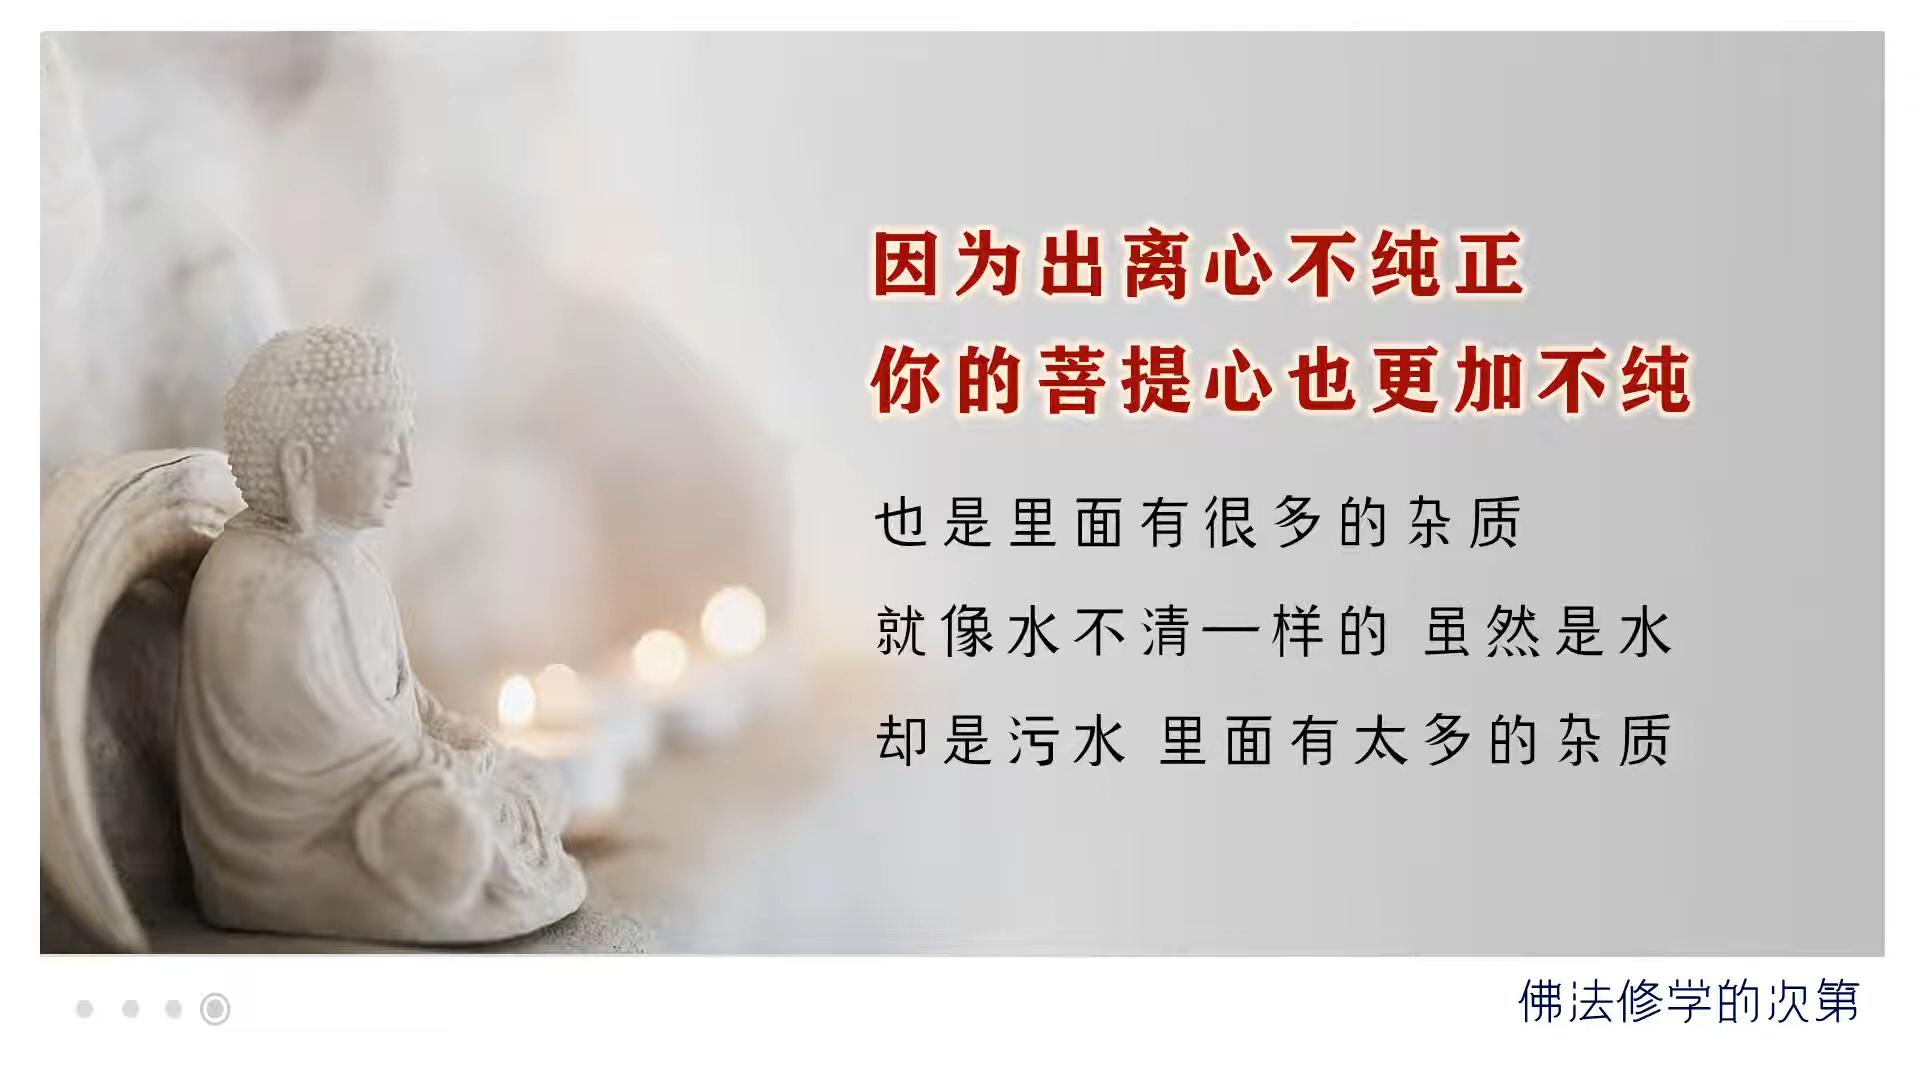 因为出离心不纯正
你的菩提心也更加不纯
也是里面有很多的杂质
就像水不清一样的 虽然是水
却是污水 里面有太多的杂质
佛法修学的次第